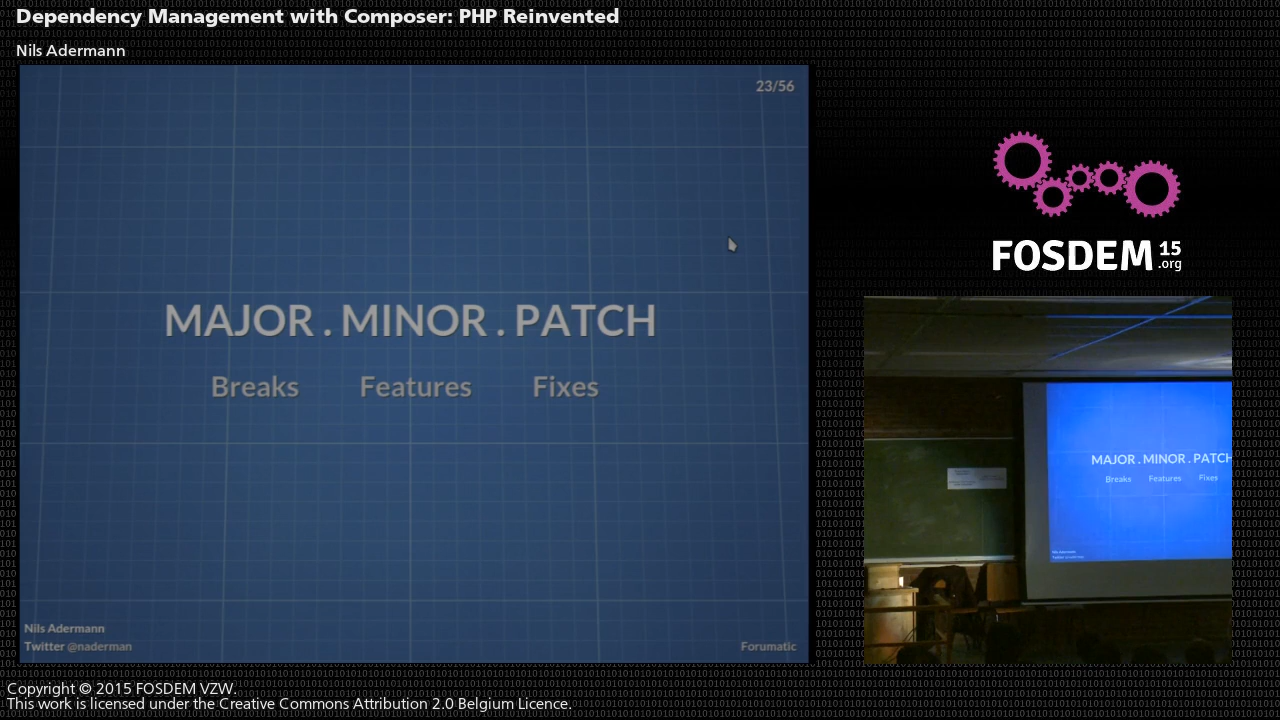 Dependency Management with Composer: PHP Reinvented
Nils Adermann
23/56
MAJOR . MINOR . PATCH
Breaks Features Fixes
Nils Adermann
Twitter @naderman
Forumatic
FOSDEM 15 .org
MAJOR . MINOR . PATCH
Breaks Features Fixes
Copyright © 2015 FOSDEM VZW.
This work is licensed under the Creative Commons Attribution 2.0 Belgium Licence.